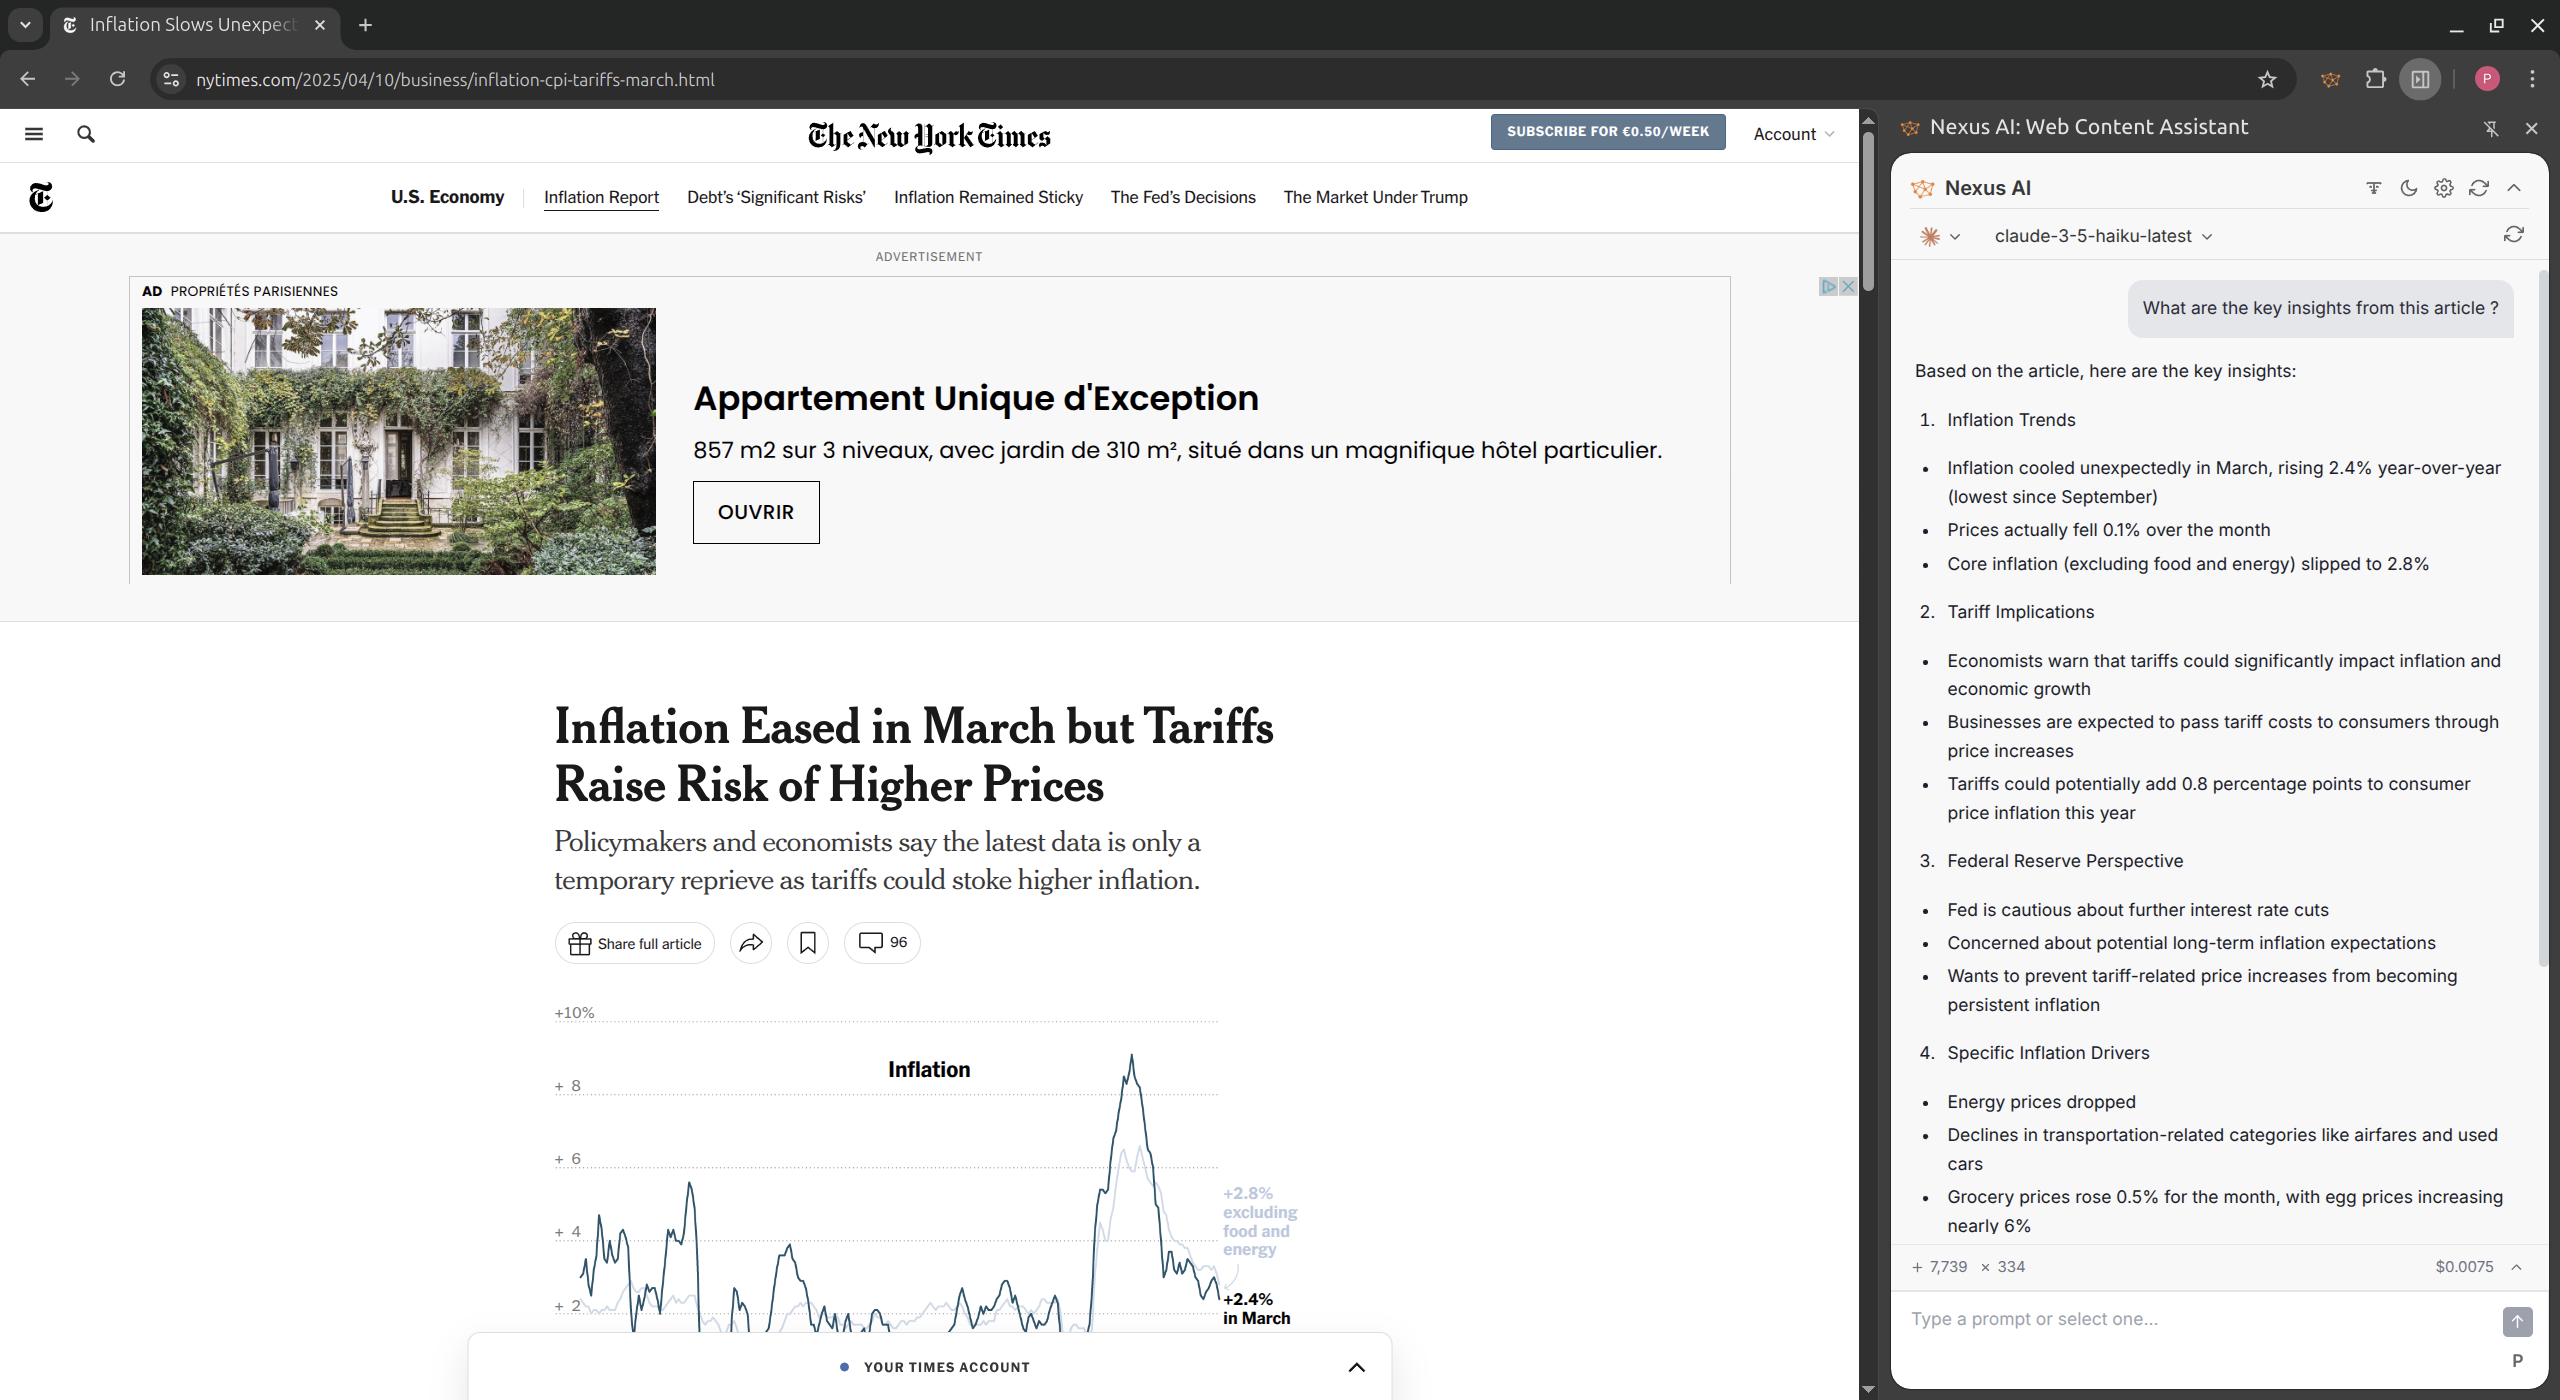 Inflation Slows Unexpect
nytimes.com/2025/04/10/business/inflation-cpi-tariffs-march.html
P
The New York Times
SUBSCRIBE FOR €0.50/WEEK
Account
U.S. Economy
Inflation Report
Debt’s ‘Significant Risks’
Inflation Remained Sticky
The Fed’s Decisions
The Market Under Trump
ADVERTISEMENT
AD PROPRIÉTÉS PARISIENNES
Appartement Unique d'Exception
857 m2 sur 3 niveaux, avec jardin de 310 m², situé dans un magnifique hôtel particulier.
OUVRIR
Inflation Eased in March but Tariffs
Raise Risk of Higher Prices
Policymakers and economists say the latest data is only a
temporary reprieve as tariffs could stoke higher inflation.
Share full article
96
+10%
Inflation
+ 8
+ 6
+ 4
+ 2
+2.8%
excluding
food and
energy
+2.4%
in March
YOUR TIMES ACCOUNT
Nexus AI: Web Content Assistant
Nexus AI
claude-3-5-haiku-latest
What are the key insights from this article ?
Based on the article, here are the key insights:
1. Inflation Trends
• Inflation cooled unexpectedly in March, rising 2.4% year-over-year
(lowest since September)
• Prices actually fell 0.1% over the month
• Core inflation (excluding food and energy) slipped to 2.8%
2. Tariff Implications
• Economists warn that tariffs could significantly impact inflation and
economic growth
• Businesses are expected to pass tariff costs to consumers through
price increases
• Tariffs could potentially add 0.8 percentage points to consumer
price inflation this year
3. Federal Reserve Perspective
• Fed is cautious about further interest rate cuts
• Concerned about potential long-term inflation expectations
• Wants to prevent tariff-related price increases from becoming
persistent inflation
4. Specific Inflation Drivers
• Energy prices dropped
• Declines in transportation-related categories like airfares and used
cars
• Grocery prices rose 0.5% for the month, with egg prices increasing
nearly 6%
+ 7,739 × 334
$0.0075
Type a prompt or select one...
P